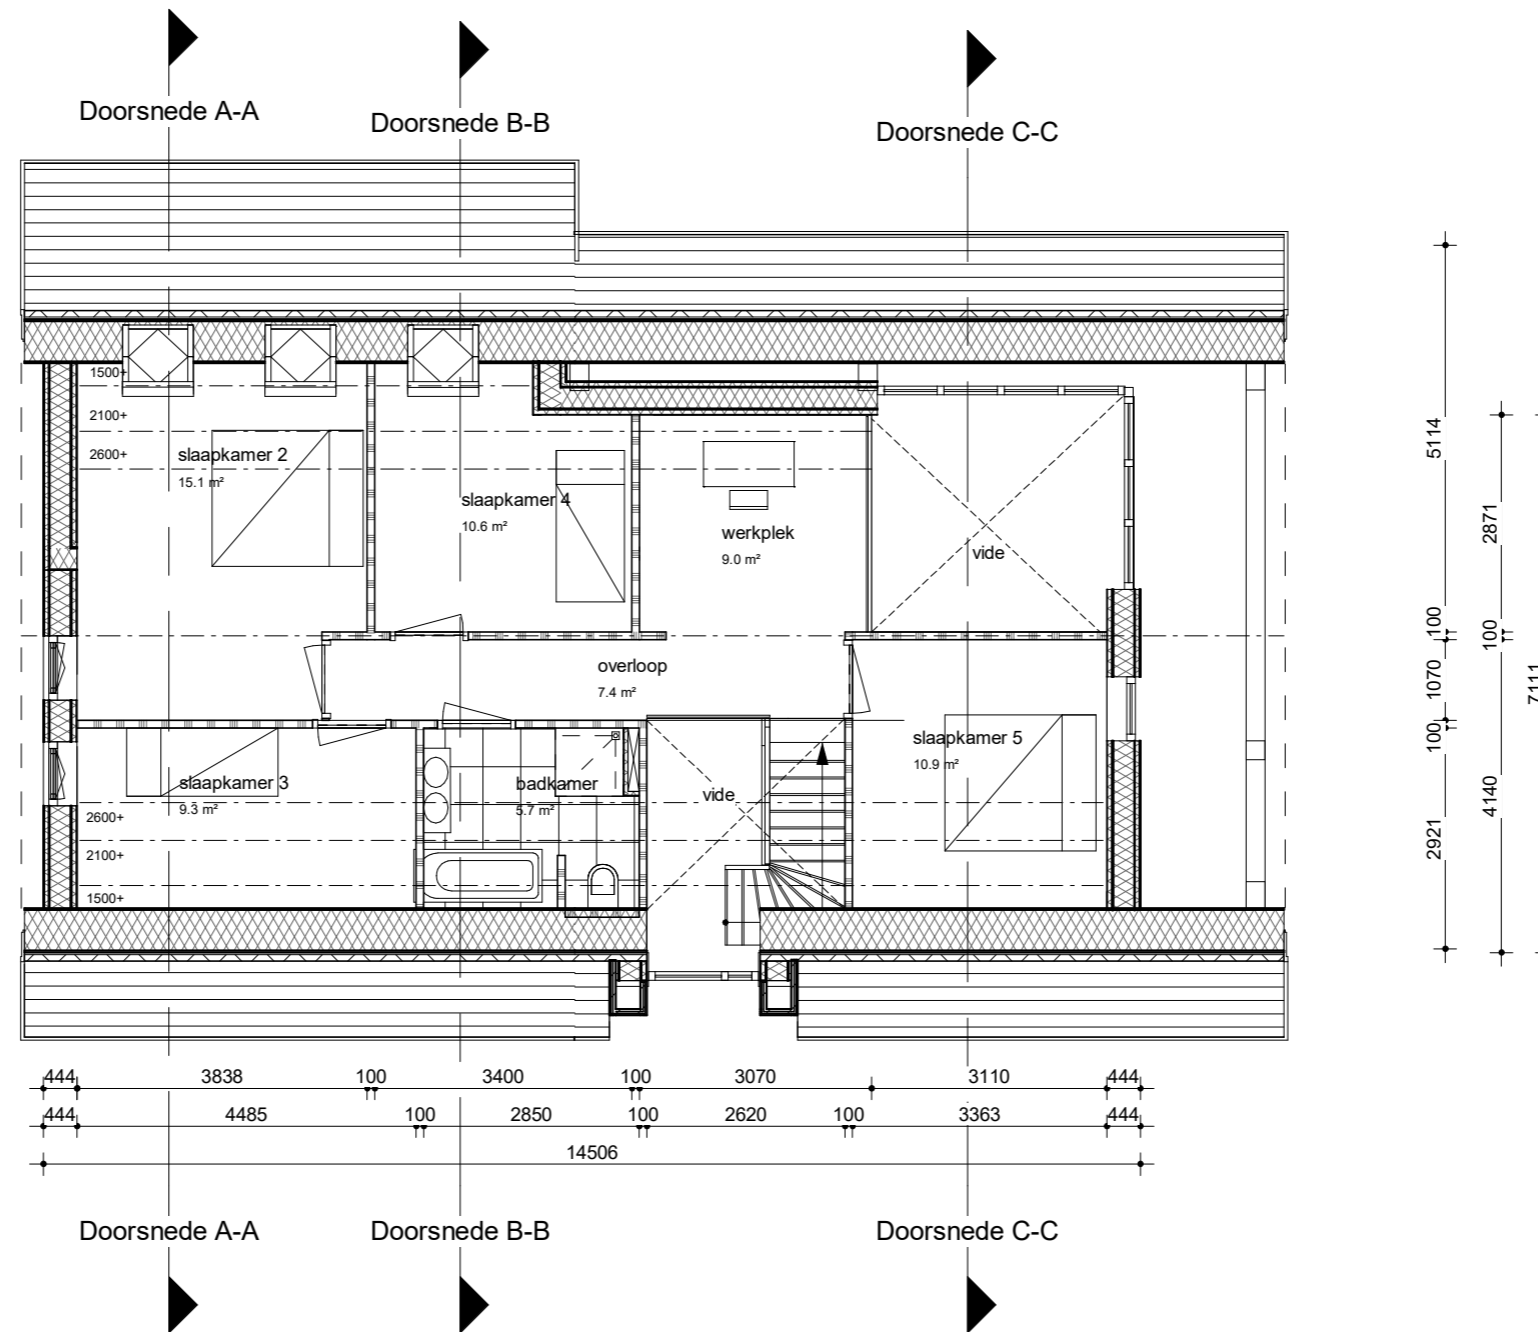 Doorsnede A-A
Doorsnede B-B
Doorsnede C-C
1500+
2100+
2600+
slaapkamer 2
15.1 m²
slaapkamer 4
10.6 m²
werkplek
9.0 m²
vide
overloop
7.4 m²
slaapkamer 3
9.3 m²
badkamer
5.7 m²
vide
slaapkamer 5
10.9 m²
2600+
2100+
1500+
5114
100
1070
100
2921
2871
100
4140
7111
444 3838 100 3400 100 3070 3110 444
444 4485 100 2850 100 2620 100 3363 444
14506
Doorsnede A-A
Doorsnede B-B
Doorsnede C-C